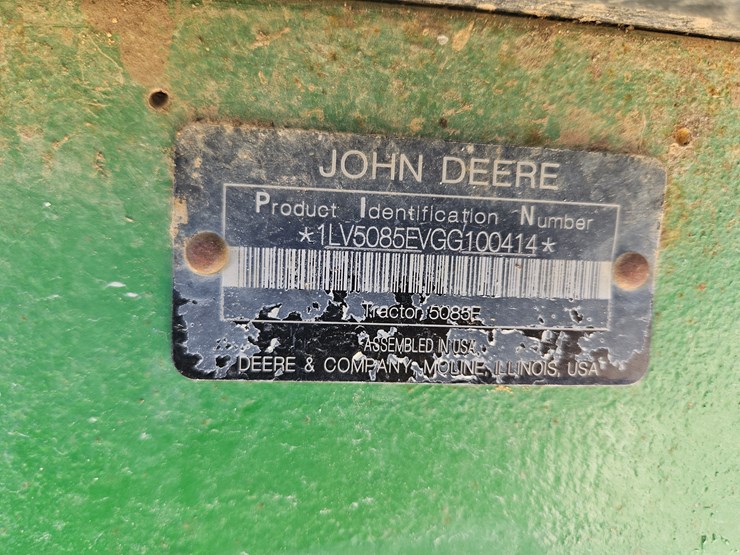 JOHN DEERE
Product Identification Number
*1LV5085EVGG100414*
Tractor 5085E
ASSEMBLED IN USA
DEERE & COMPANY MOLINE, ILLINOIS, USA